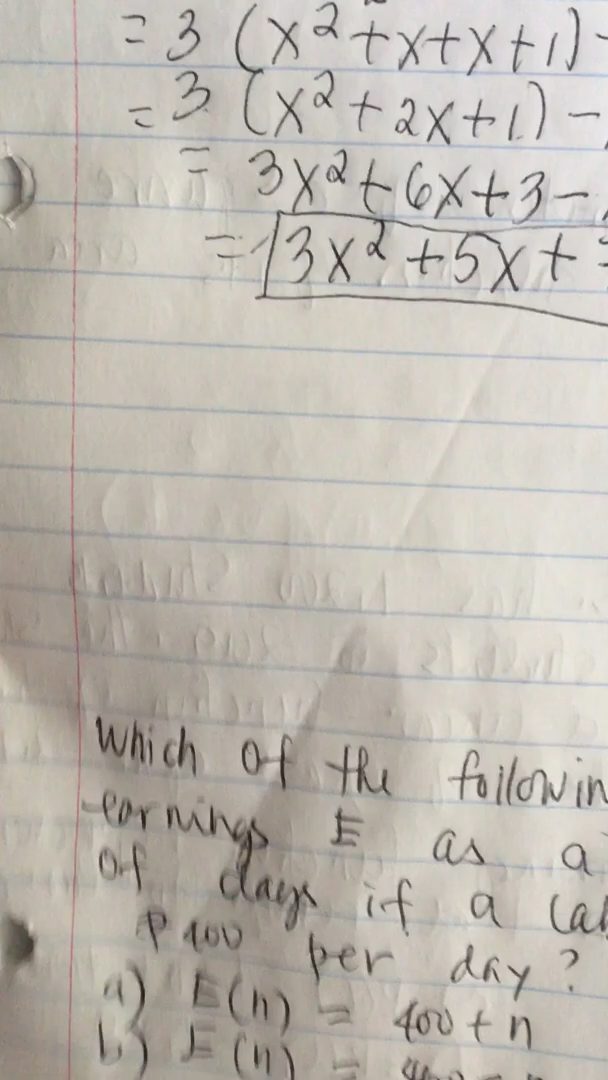 = 3 (x² + x + x + 1) -
= 3 (x² + 2x + 1) -
= 3x² + 6x + 3 -
= 3x² + 5x +
Which of the followin
earnings E as a
of days if a
₱ 400 per day?
a) E(n) = 400 + n
b) E(n) =